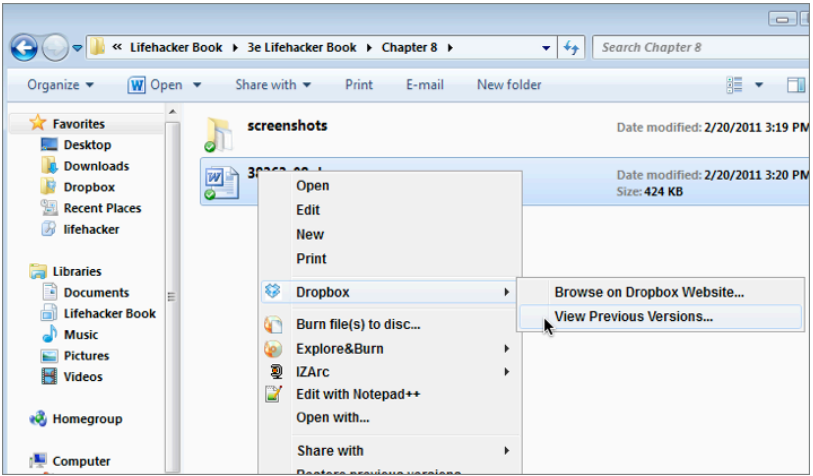 « Lifehacker Book ▸ 3e Lifehacker Book ▸ Chapter 8 ▸
Search Chapter 8
Organize Open Share with Print E-mail New folder
Favorites
Desktop
Downloads
Dropbox
Recent Places
lifehacker
Libraries
Documents
Lifehacker Book
Music
Pictures
Videos
Homegroup
Computer
screenshots
Date modified: 2/20/2011 3:19 PM
Date modified: 2/20/2011 3:20 PM
Size: 424 KB
Open
Edit
New
Print
Dropbox
Burn file(s) to disc...
Explore&Burn
IZArc
Edit with Notepad++
Open with...
Share with
Restore previous versions
Browse on Dropbox Website...
View Previous Versions...